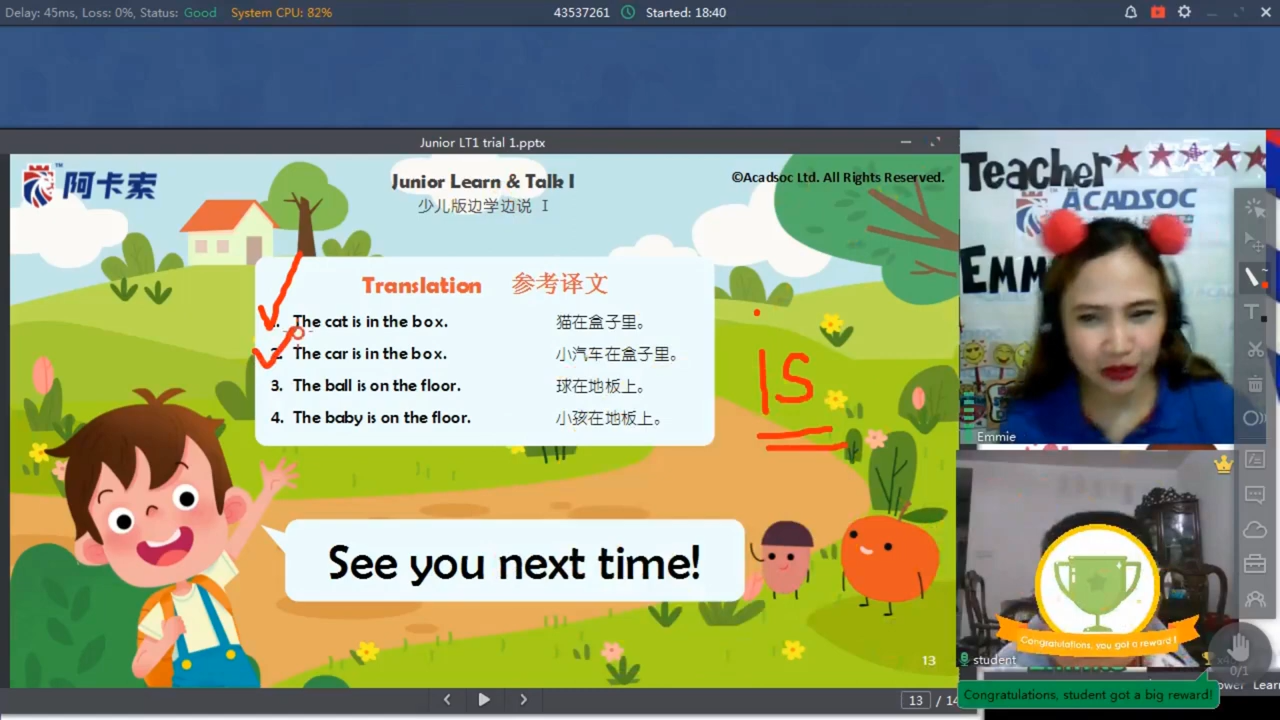 Delay: 45ms, Loss: 0%, Status: Good System CPU: 82%
43537261 Started: 18:40
Junior LT1 trial 1.pptx
阿卡索
Junior Learn & Talk I
少儿版边学边说 I
©Acadsoc Ltd. All Rights Reserved.
Translation 参考译文
The cat is in the box. 猫在盒子里。
2. The car is in the box. 小汽车在盒子里。
3. The ball is on the floor. 球在地板上。
4. The baby is on the floor. 小孩在地板上。
is
See you next time!
13
13 / 14
Teacher
ACADSOC
EMM
Emmie
Congratulations, you got a reward !
student
0/1
Congratulations, student got a big reward!